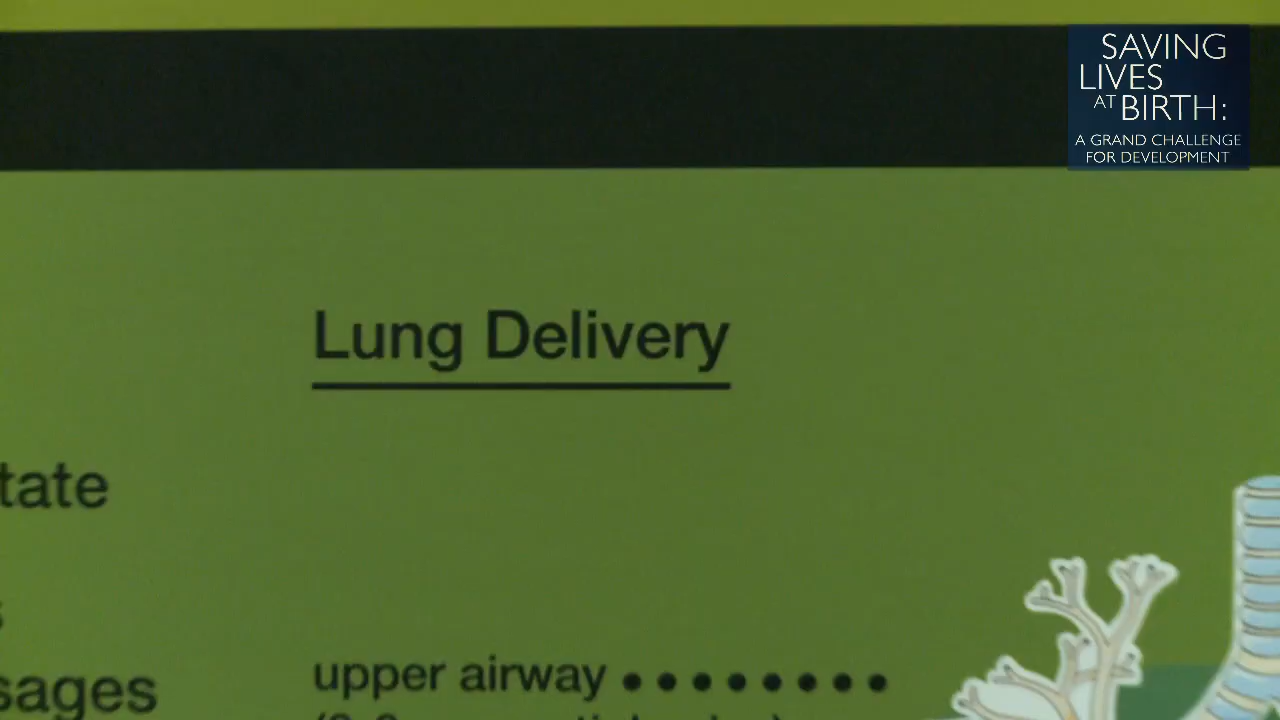 SAVING
LIVES
AT BIRTH:
A GRAND CHALLENGE
FOR DEVELOPMENT
Lung Delivery
tate
s
sages
upper airway ••••••••